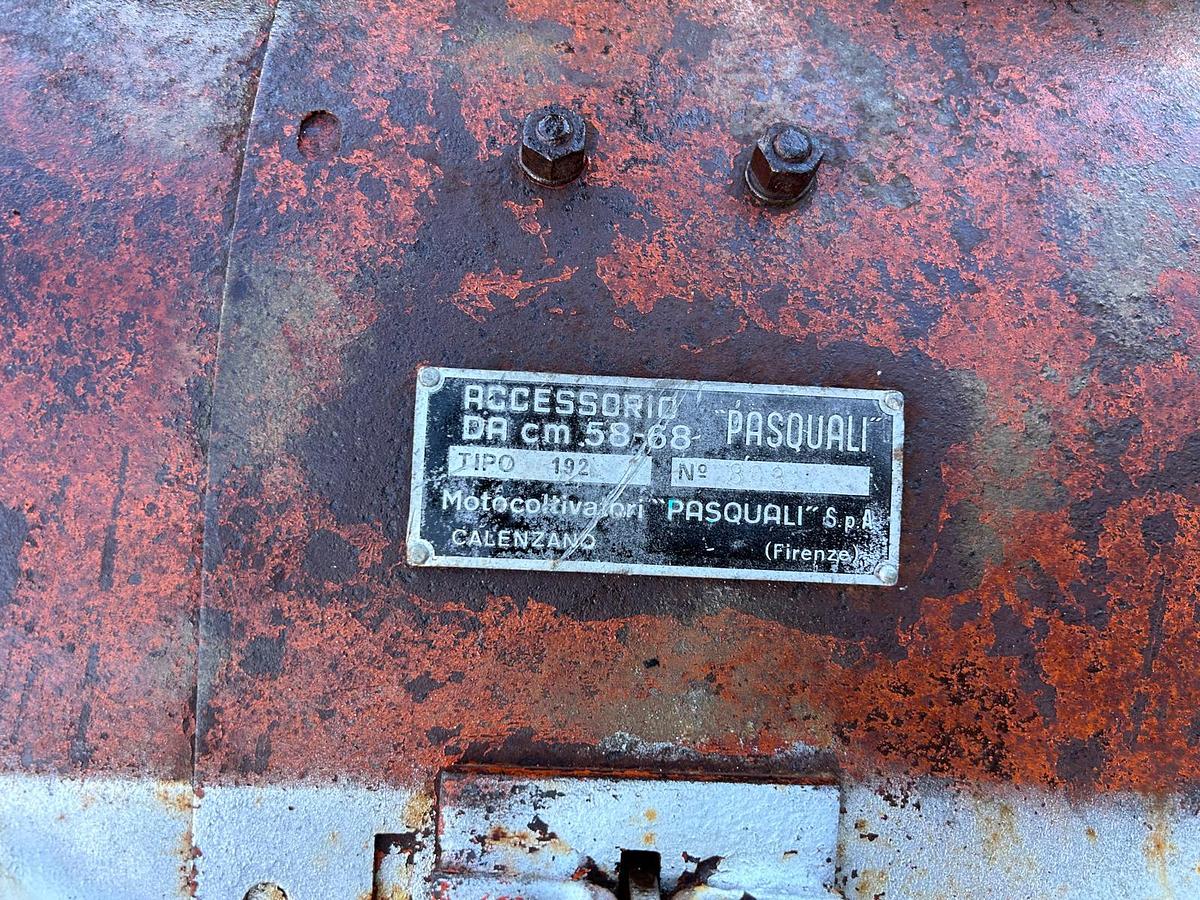 ACCESSORIO
DA cm 58-68 "PASQUALI"
TIPO 192 Nº
Motocoltivatori "PASQUALI" S.p.A
CALENZANO (Firenze)